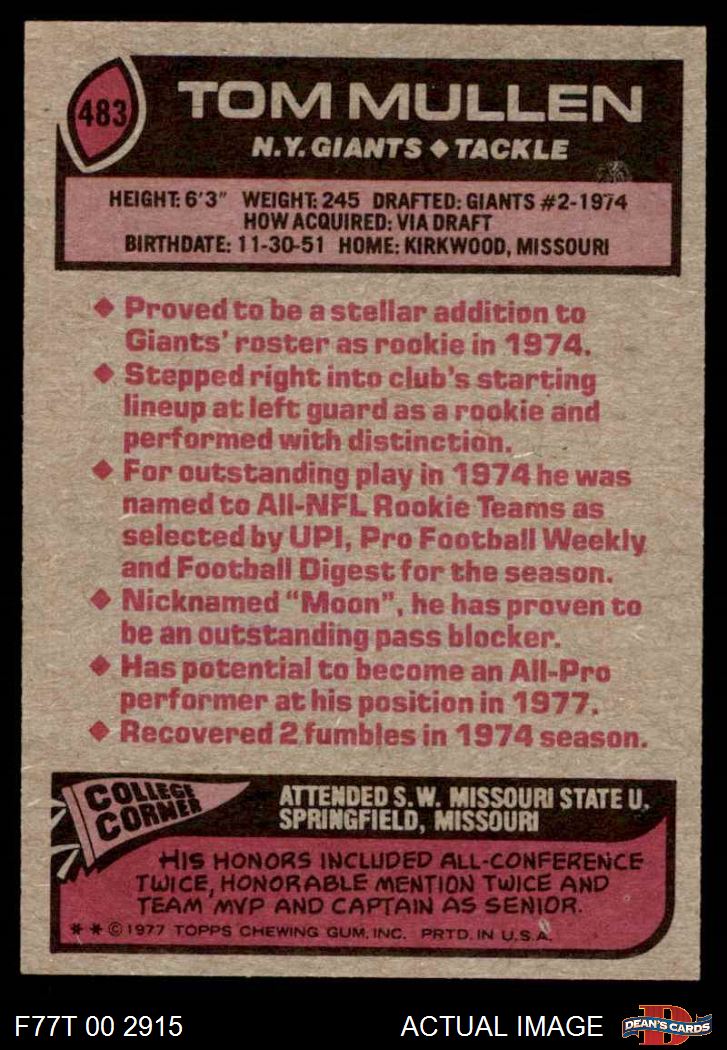 483
TOM MULLEN
N.Y. GIANTS ◆ TACKLE
HEIGHT: 6'3" WEIGHT: 245 DRAFTED: GIANTS #2-1974
HOW ACQUIRED: VIA DRAFT
BIRTHDATE: 11-30-51 HOME: KIRKWOOD, MISSOURI
◆ Proved to be a stellar addition to
Giants' roster as rookie in 1974.
◆ Stepped right into club's starting
lineup at left guard as a rookie and
performed with distinction.
◆ For outstanding play in 1974 he was
named to All-NFL Rookie Teams as
selected by UPI, Pro Football Weekly
and Football Digest for the season.
◆ Nicknamed "Moon", he has proven to
be an outstanding pass blocker.
◆ Has potential to become an All-Pro
performer at his position in 1977.
◆ Recovered 2 fumbles in 1974 season.
COLLEGE
CORNER
ATTENDED S.W. MISSOURI STATE U.,
SPRINGFIELD, MISSOURI
HIS HONORS INCLUDED ALL-CONFERENCE
TWICE, HONORABLE MENTION TWICE AND
TEAM MVP AND CAPTAIN AS SENIOR.
* * © 1977 TOPPS CHEWING GUM, INC. PRTD. IN U.S.A.
F77T 00 2915
ACTUAL IMAGE
D
DEAN'S CARDS